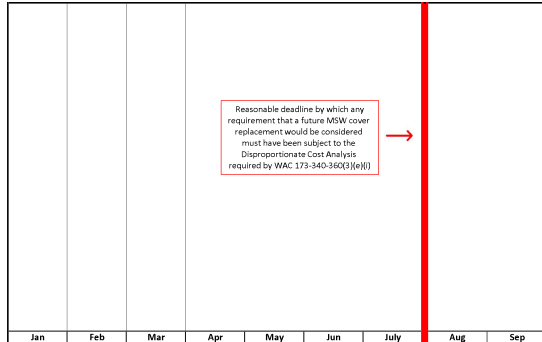 Reasonable deadline by which any
requirement that a future MSW cover
replacement would be considered
must have been subject to the
Disproportionate Cost Analysis
required by WAC 173-340-360(3)(e)(i)
Jan Feb Mar Apr May Jun July Aug Sep